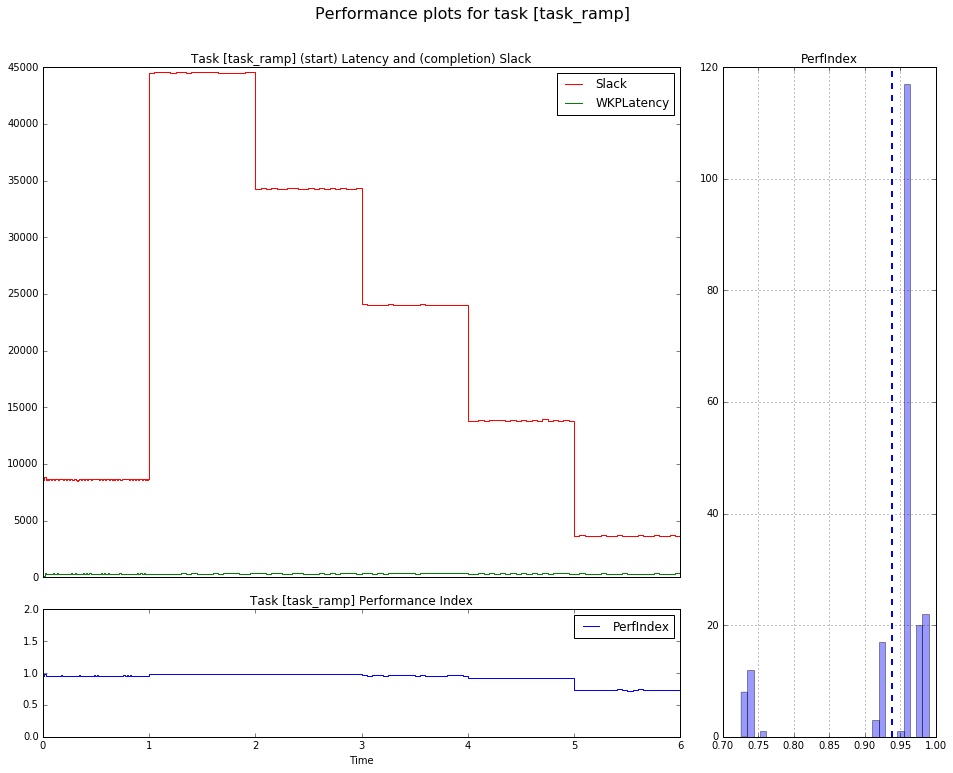 Performance plots for task [task_ramp]
Task [task_ramp] (start) Latency and (completion) Slack
45000
40000
35000
30000
25000
20000
15000
10000
5000
0
Slack
WKPLatency
Task [task_ramp] Performance Index
2.0
1.5
1.0
0.5
0.0
PerfIndex
0 1 2 3 4 5 6
Time
PerfIndex
120
100
80
60
40
20
0
0.70 0.75 0.80 0.85 0.90 0.95 1.00